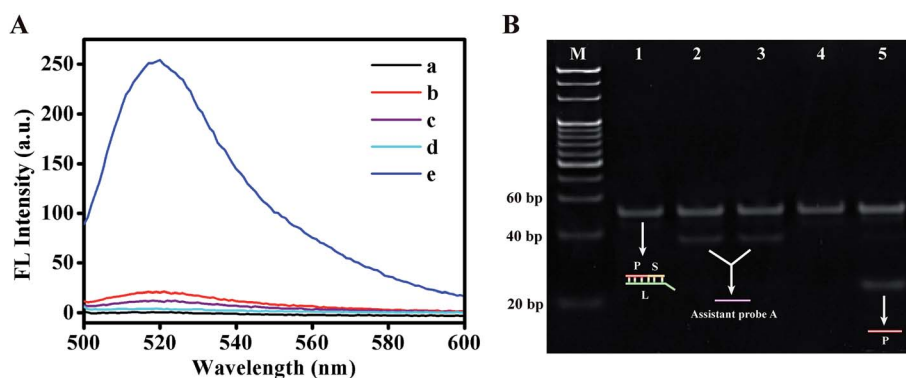 A
FL Intensity (a.u.)
250
200
150
100
50
0
500
520
540
560
580
600
Wavelength (nm)
a
b
c
d
e
B
M 1 2 3 4 5
60 bp
40 bp
20 bp
P S
L
Assistant probe A
P